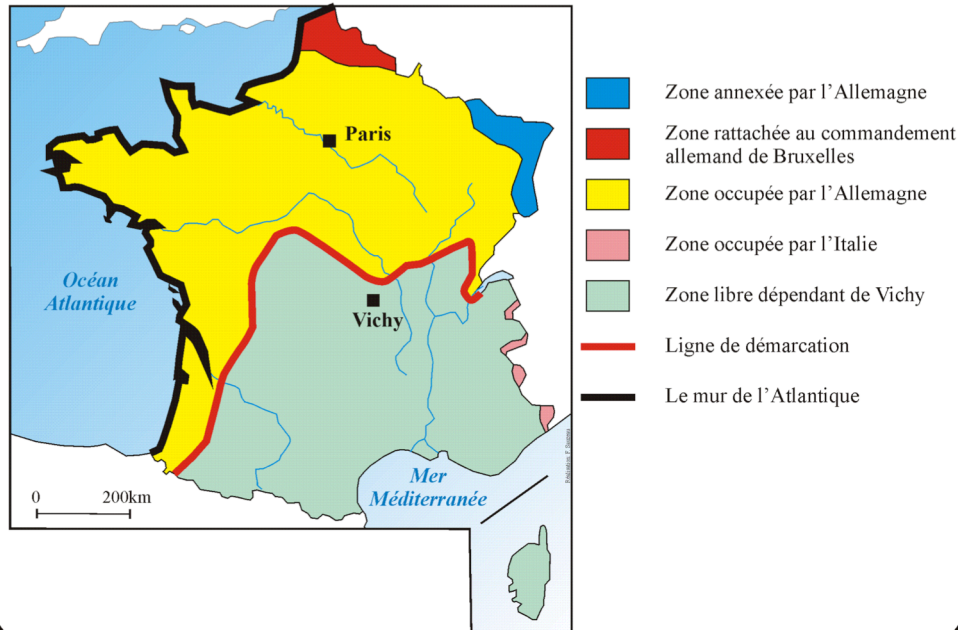 Paris
Océan
Atlantique
Vichy
Mer
Méditerranée
0 200km
Zone annexée par l'Allemagne
Zone rattachée au commandement
allemand de Bruxelles
Zone occupée par l'Allemagne
Zone occupée par l'Italie
Zone libre dépendant de Vichy
Ligne de démarcation
Le mur de l'Atlantique